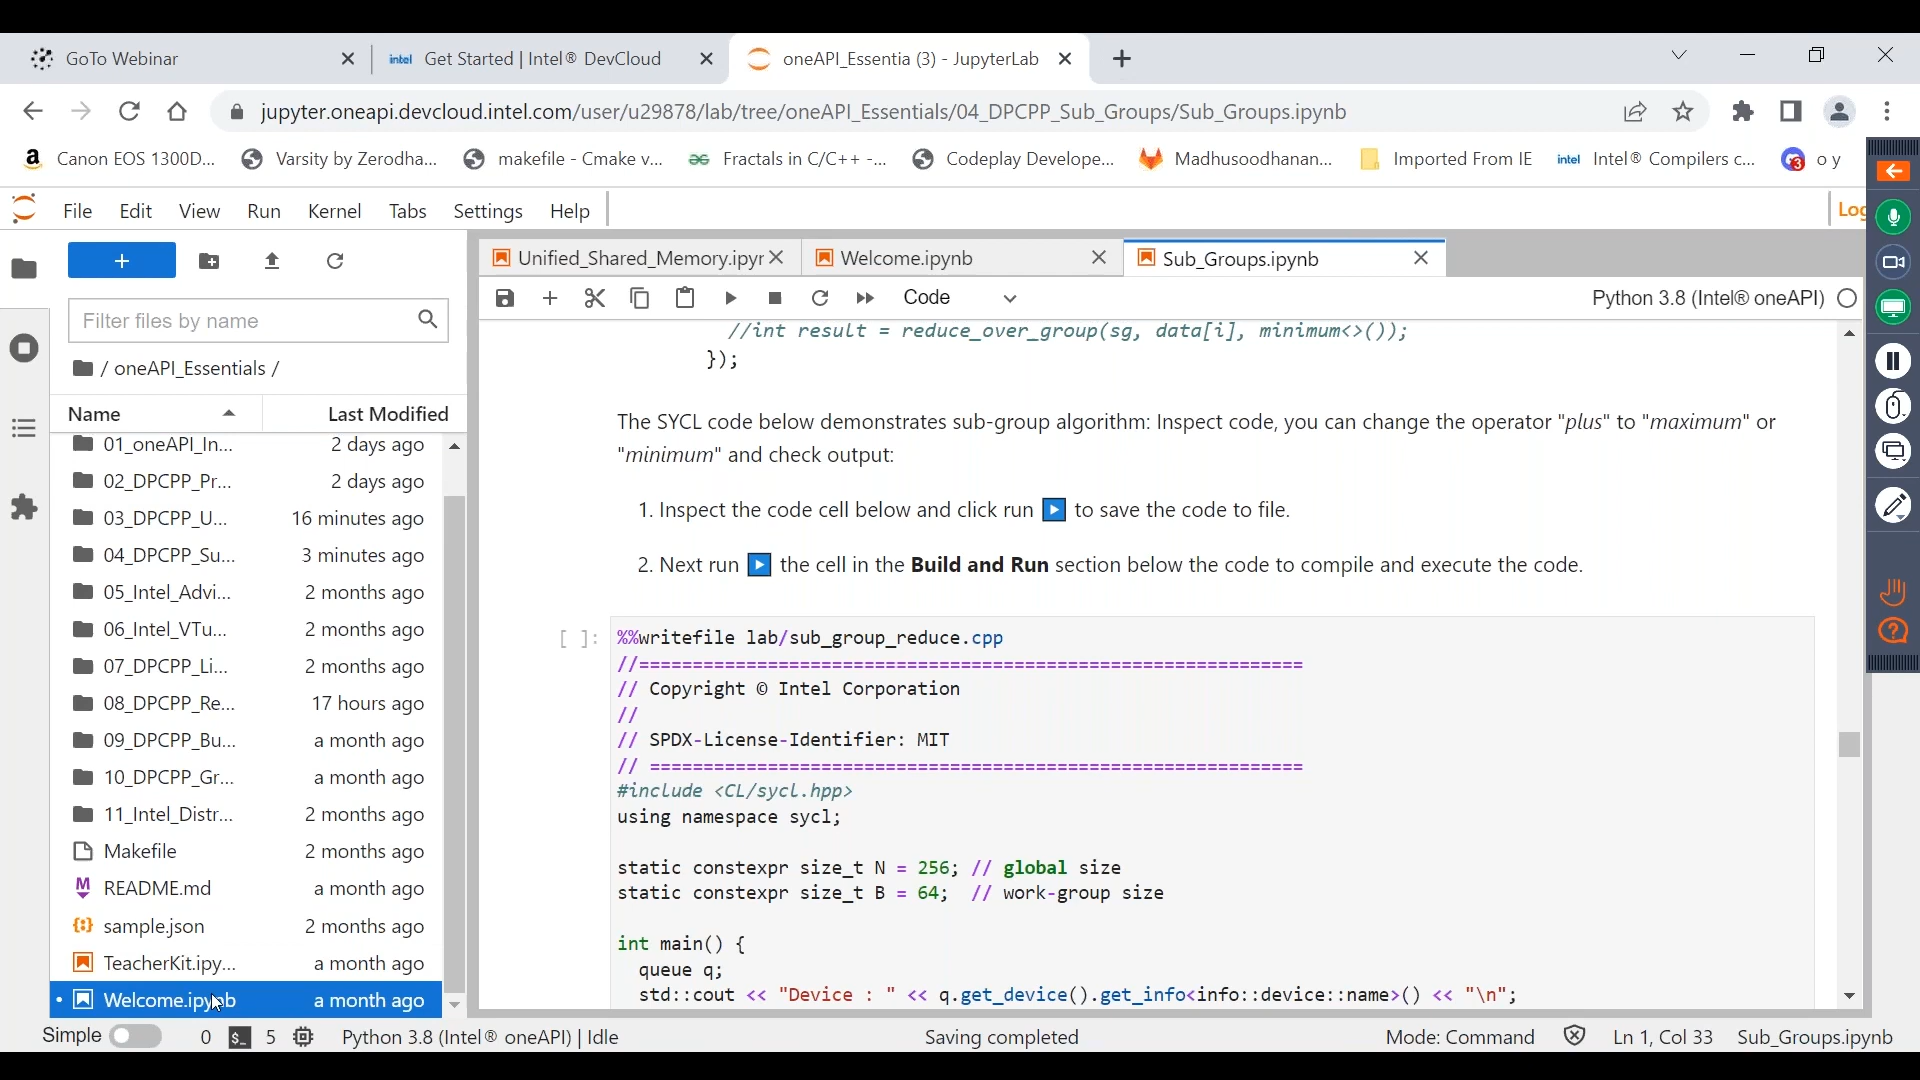 GoTo Webinar
intel Get Started | Intel® DevCloud
oneAPI_Essentia (3) - JupyterLab
jupyter.oneapi.devcloud.intel.com/user/u29878/lab/tree/oneAPI_Essentials/04_DPCPP_Sub_Groups/Sub_Groups.ipynb
Canon EOS 1300D... Varsity by Zerodha... makefile - Cmake v... Fractals in C/C++ -... Codeplay Develope... Madhusoodhanan... Imported From IE intel Intel® Compilers c... 3 o y
File Edit View Run Kernel Tabs Settings Help Log
Unified_Shared_Memory.ipyr Welcome.ipynb Sub_Groups.ipynb
Code Python 3.8 (Intel® oneAPI)
Filter files by name
/ oneAPI_Essentials /
Name Last Modified
01_oneAPI_In... 2 days ago
02_DPCPP_Pr... 2 days ago
03_DPCPP_U... 16 minutes ago
04_DPCPP_Su... 3 minutes ago
05_Intel_Advi... 2 months ago
06_Intel_VTu... 2 months ago
07_DPCPP_Li... 2 months ago
08_DPCPP_Re... 17 hours ago
09_DPCPP_Bu... a month ago
10_DPCPP_Gr... a month ago
11_Intel_Distr... 2 months ago
Makefile 2 months ago
README.md a month ago
sample.json 2 months ago
TeacherKit.ipy... a month ago
Welcome.ipynb a month ago
//int result = reduce_over_group(sg, data[i], minimum<>());
});
The SYCL code below demonstrates sub-group algorithm: Inspect code, you can change the operator "plus" to "maximum" or
"minimum" and check output:
1. Inspect the code cell below and click run to save the code to file.
2. Next run the cell in the Build and Run section below the code to compile and execute the code.
[ ]: %%writefile lab/sub_group_reduce.cpp
//==============================================================
// Copyright © Intel Corporation
//
// SPDX-License-Identifier: MIT
// =============================================================
#include <CL/sycl.hpp>
using namespace sycl;
static constexpr size_t N = 256; // global size
static constexpr size_t B = 64; // work-group size
int main() {
queue q;
std::cout << "Device : " << q.get_device().get_info<info::device::name>() << "\n";
Simple 0 $_ 5 Python 3.8 (Intel® oneAPI) | Idle Saving completed Mode: Command Ln 1, Col 33 Sub_Groups.ipynb